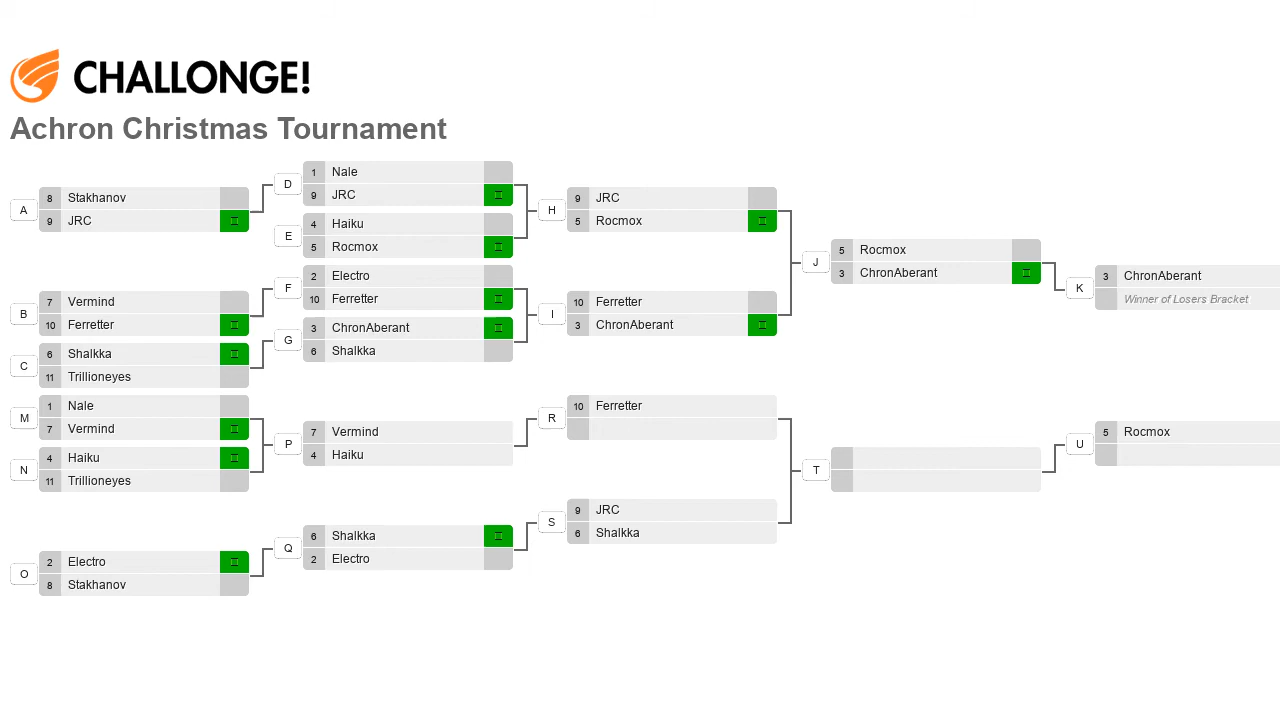 CHALLONGE!
Achron Christmas Tournament
A
8 Stakhanov
9 JRC
B
7 Vermind
10 Ferretter
C
6 Shalkka
11 Trillioneyes
D
1 Nale
9 JRC
E
4 Haiku
5 Rocmox
F
2 Electro
10 Ferretter
G
3 ChronAberant
6 Shalkka
H
9 JRC
5 Rocmox
I
10 Ferretter
3 ChronAberant
J
5 Rocmox
3 ChronAberant
K
3 ChronAberant
Winner of Losers Bracket
M
1 Nale
7 Vermind
N
4 Haiku
11 Trillioneyes
O
2 Electro
8 Stakhanov
P
7 Vermind
4 Haiku
Q
6 Shalkka
2 Electro
R
10 Ferretter
S
9 JRC
6 Shalkka
T
U
5 Rocmox